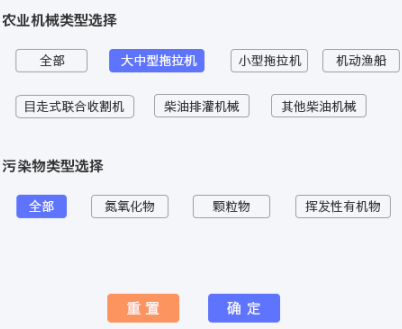 农业机械类型选择
全部 大中型拖拉机 小型拖拉机 机动渔船
目走式联合收割机 柴油排灌机械 其他柴油机械
污染物类型选择
全部 氮氧化物 颗粒物 挥发性有机物
重置 确定